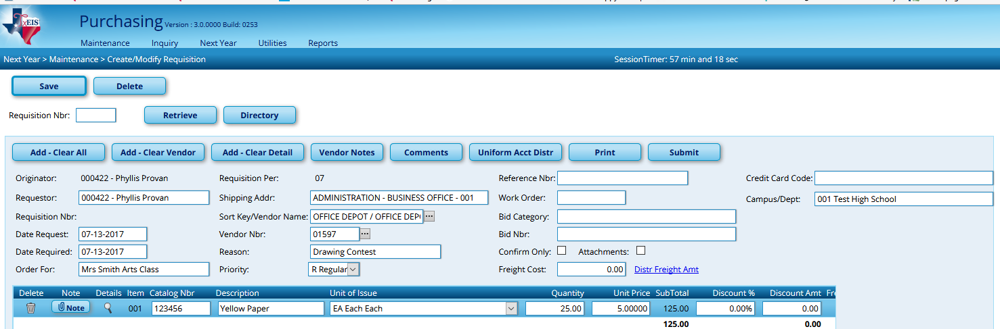 TxEIS
Purchasing Version : 3.0.0000 Build: 0253
Maintenance Inquiry Next Year Utilities Reports
Next Year > Maintenance > Create/Modify Requisition SessionTimer: 57 min and 18 sec
Save Delete
Requisition Nbr: Retrieve Directory
Add - Clear All Add - Clear Vendor Add - Clear Detail Vendor Notes Comments Uniform Acct Distr Print Submit
Originator: 000422 - Phyllis Provan Requisition Per: 07 Reference Nbr: Credit Card Code:
Requestor: 000422 - Phyllis Provan Shipping Addr: ADMINISTRATION - BUSINESS OFFICE - 001 Work Order: Campus/Dept: 001 Test High School
Requisition Nbr: Sort Key/Vendor Name: OFFICE DEPOT / OFFICE DEP ... Bid Category:
Date Request: 07-13-2017 Vendor Nbr: 01597 ... Bid Nbr:
Date Required: 07-13-2017 Reason: Drawing Contest Confirm Only: Attachments:
Order For: Mrs Smith Arts Class Priority: R Regular Freight Cost: 0.00 Distr Freight Amt
Delete Note Details Item Catalog Nbr Description Unit of Issue Quantity Unit Price SubTotal Discount % Discount Amt Fr
Note 001 123456 Yellow Paper EA Each Each 25.00 5.00000 125.00 0.00% 0.00
125.00 0.00